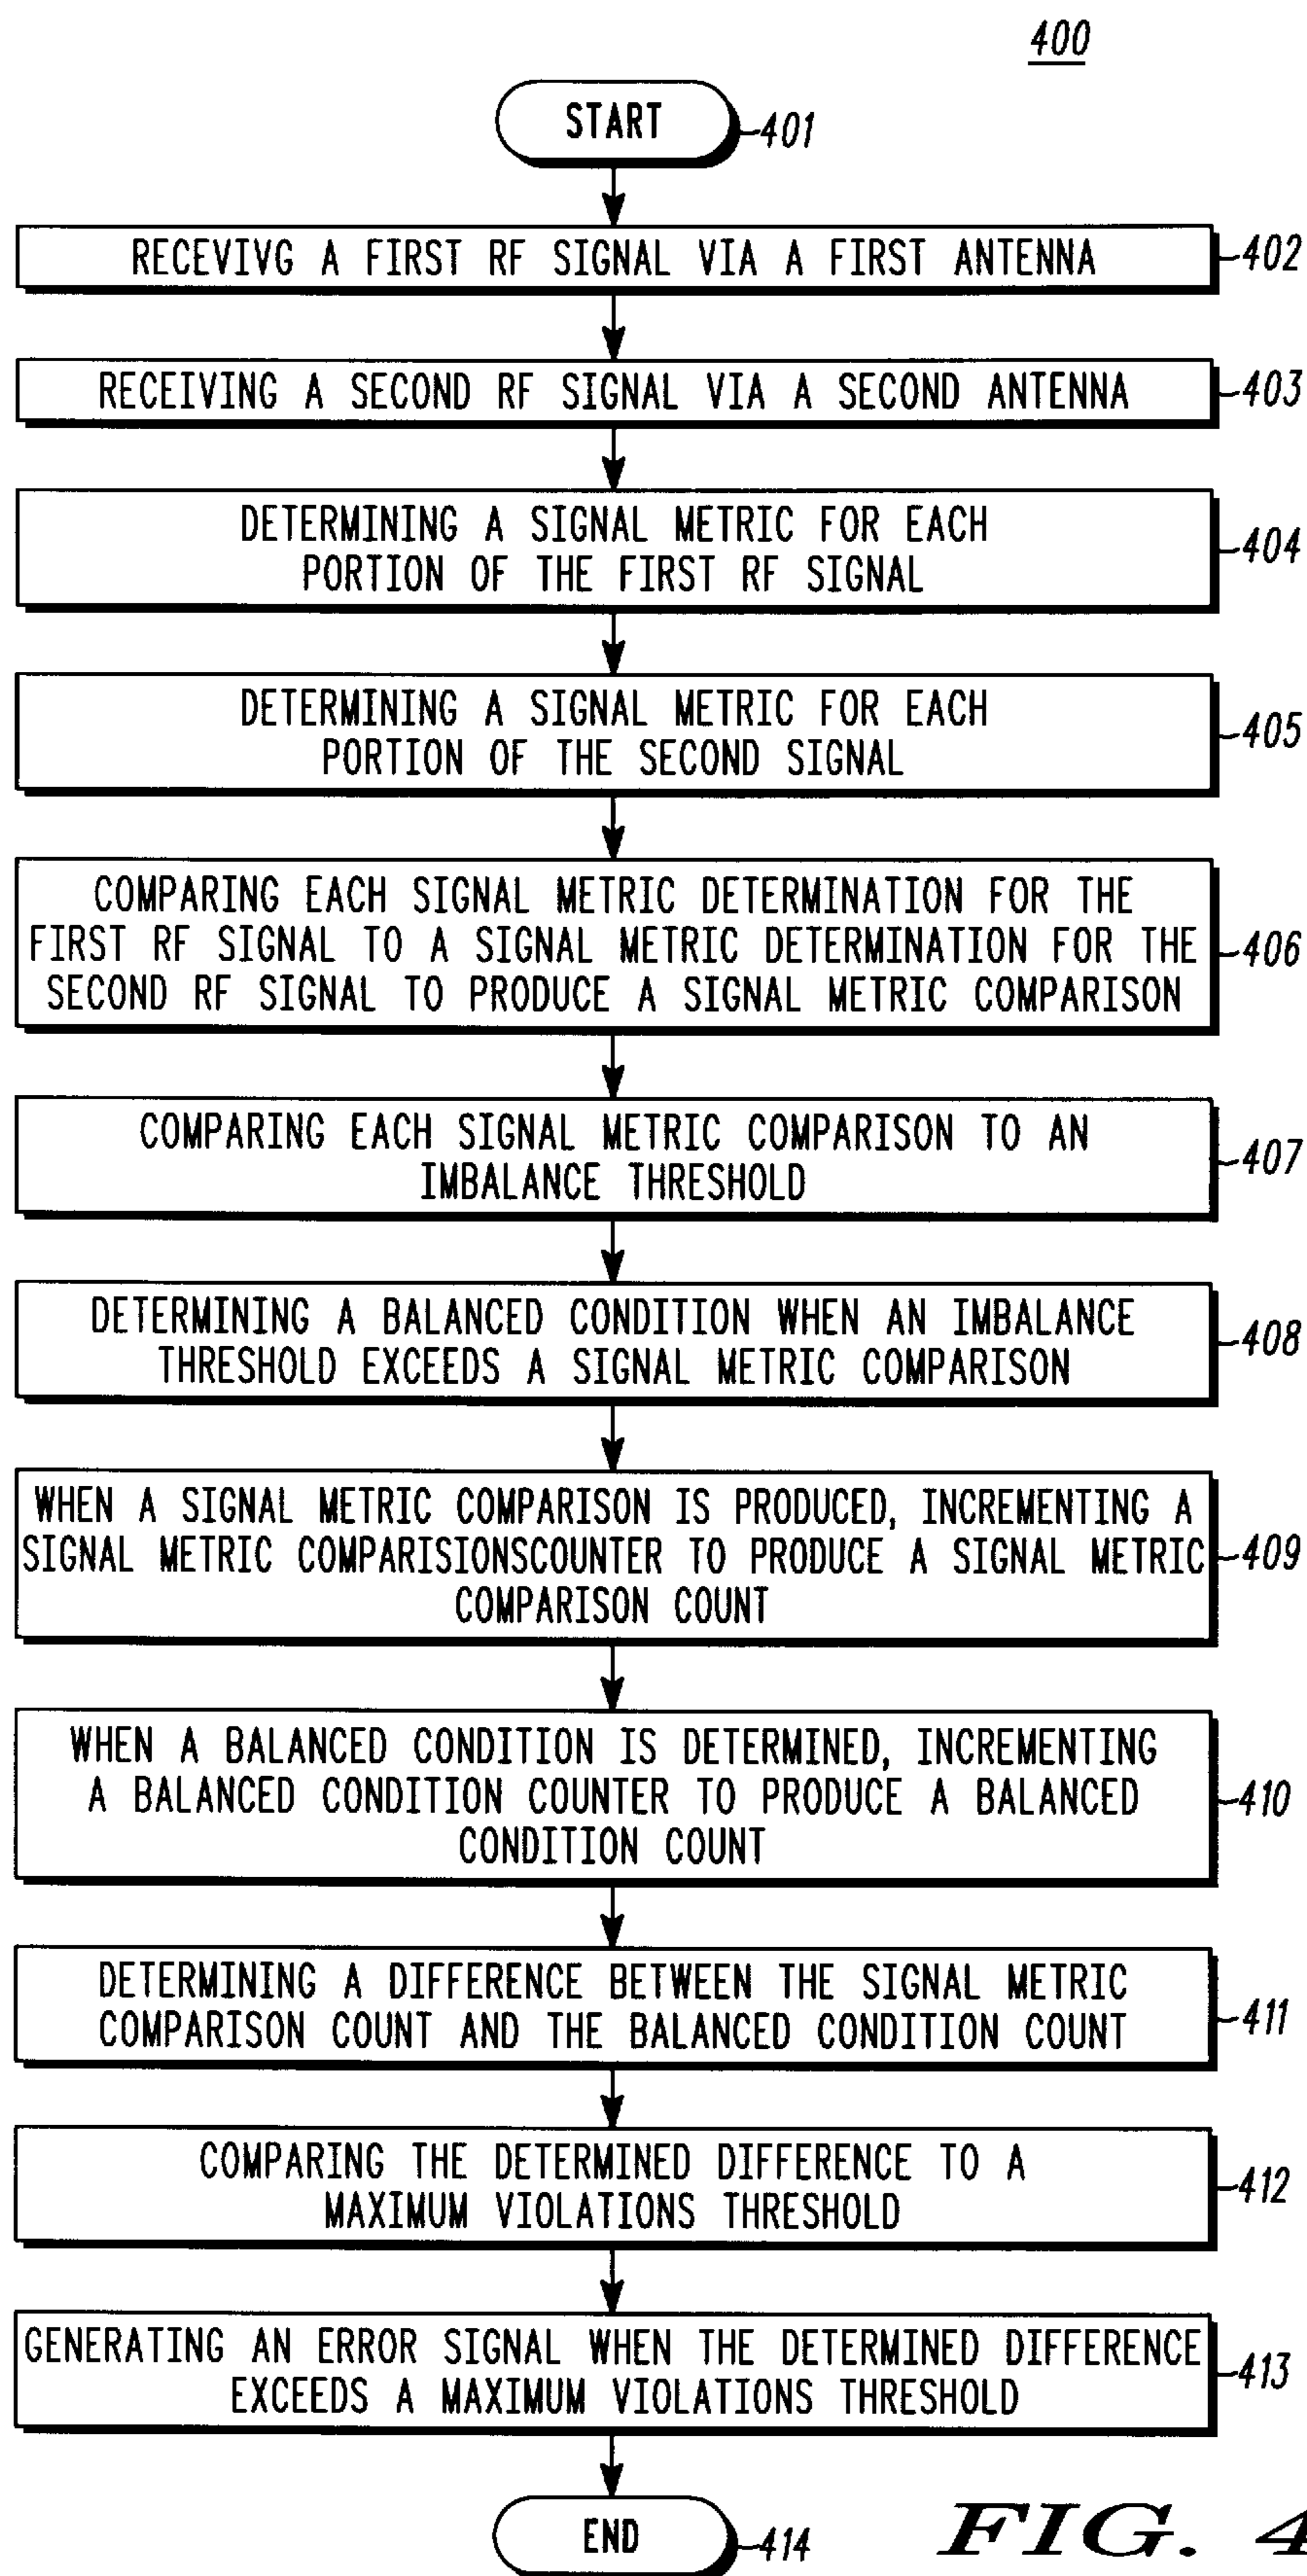 400
START
401
RECEVIVG A FIRST RF SIGNAL VIA A FIRST ANTENNA
402
RECEIVING A SECOND RF SIGNAL VIA A SECOND ANTENNA
403
DETERMINING A SIGNAL METRIC FOR EACH
PORTION OF THE FIRST RF SIGNAL
404
DETERMINING A SIGNAL METRIC FOR EACH
PORTION OF THE SECOND SIGNAL
405
COMPARING EACH SIGNAL METRIC DETERMINATION FOR THE
FIRST RF SIGNAL TO A SIGNAL METRIC DETERMINATION FOR THE
SECOND RF SIGNAL TO PRODUCE A SIGNAL METRIC COMPARISON
406
COMPARING EACH SIGNAL METRIC COMPARISON TO AN
IMBALANCE THRESHOLD
407
DETERMINING A BALANCED CONDITION WHEN AN IMBALANCE
THRESHOLD EXCEEDS A SIGNAL METRIC COMPARISON
408
WHEN A SIGNAL METRIC COMPARISON IS PRODUCED, INCREMENTING A
SIGNAL METRIC COMPARISIONSCOUNTER TO PRODUCE A SIGNAL METRIC
COMPARISON COUNT
409
WHEN A BALANCED CONDITION IS DETERMINED, INCREMENTING
A BALANCED CONDITION COUNTER TO PRODUCE A BALANCED
CONDITION COUNT
410
DETERMINING A DIFFERENCE BETWEEN THE SIGNAL METRIC
COMPARISON COUNT AND THE BALANCED CONDITION COUNT
411
COMPARING THE DETERMINED DIFFERENCE TO A
MAXIMUM VIOLATIONS THRESHOLD
412
GENERATING AN ERROR SIGNAL WHEN THE DETERMINED DIFFERENCE
EXCEEDS A MAXIMUM VIOLATIONS THRESHOLD
413
END
414
FIG. 4